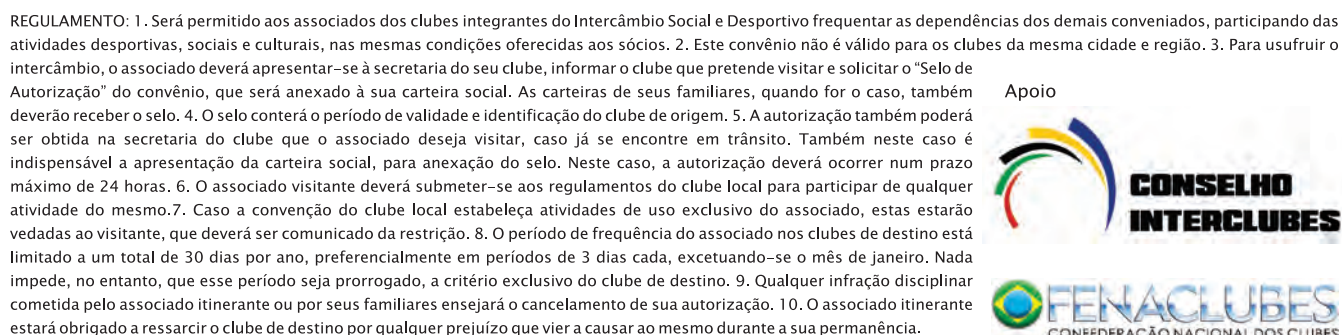 REGULAMENTO: 1. Será permitido aos associados dos clubes integrantes do Intercâmbio Social e Desportivo frequentar as dependências dos demais conveniados, participando das
atividades desportivas, sociais e culturais, nas mesmas condições oferecidas aos sócios. 2. Este convênio não é válido para os clubes da mesma cidade e região. 3. Para usufruir o
intercâmbio, o associado deverá apresentar-se à secretaria do seu clube, informar o clube que pretende visitar e solicitar o “Selo de
Autorização” do convênio, que será anexado à sua carteira social. As carteiras de seus familiares, quando for o caso, também
deverão receber o selo. 4. O selo conterá o período de validade e identificação do clube de origem. 5. A autorização também poderá
ser obtida na secretaria do clube que o associado deseja visitar, caso já se encontre em trânsito. Também neste caso é
indispensável a apresentação da carteira social, para anexação do selo. Neste caso, a autorização deverá ocorrer num prazo
máximo de 24 horas. 6. O associado visitante deverá submeter-se aos regulamentos do clube local para participar de qualquer
atividade do mesmo.7. Caso a convenção do clube local estabeleça atividades de uso exclusivo do associado, estas estarão
vedadas ao visitante, que deverá ser comunicado da restrição. 8. O período de frequência do associado nos clubes de destino está
limitado a um total de 30 dias por ano, preferencialmente em períodos de 3 dias cada, excetuando-se o mês de janeiro. Nada
impede, no entanto, que esse período seja prorrogado, a critério exclusivo do clube de destino. 9. Qualquer infração disciplinar
cometida pelo associado itinerante ou por seus familiares ensejará o cancelamento de sua autorização. 10. O associado itinerante
estará obrigado a ressarcir o clube de destino por qualquer prejuízo que vier a causar ao mesmo durante a sua permanência.
Apoio
CONSELHO
INTERCLUBES
FENACLUBES
CONFEDERAÇÃO NACIONAL DOS CLUBES